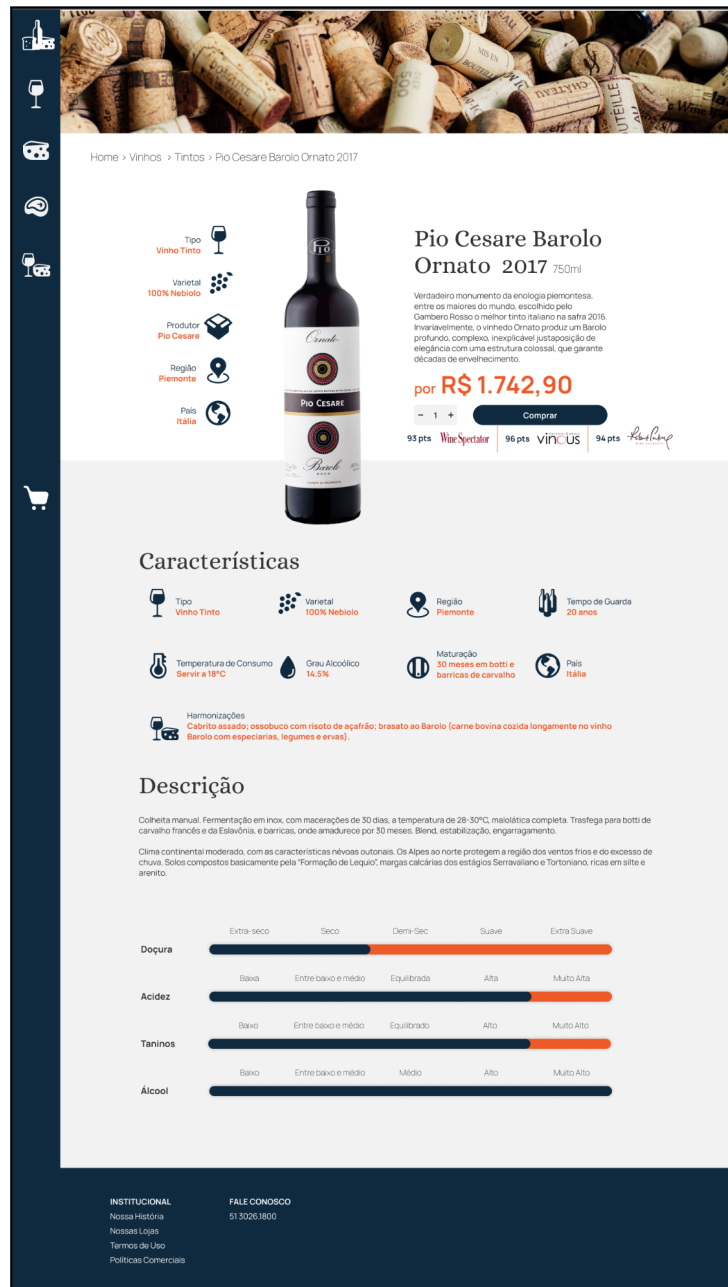 MIS EN
BOUTEILLE
CHATEAU
Home > Vinhos > Tintos > Pio Cesare Barolo Ornato 2017
Tipo
Vinho Tinto
Varietal
100% Nebiolo
Produtor
Pio Cesare
Região
Piemonte
País
Itália
PIO
Ornato
PIO CESARE
Barolo
Pio Cesare Barolo
Ornato 2017 750ml
Verdadeiro monumento da enologia piemontesa,
entre os maiores do mundo, escolhido pelo
Gambero Rosso o melhor tinto italiano na safra 2016.
Invariavelmente, o vinhedo Ornato produz um Barolo
profundo, complexo, inexplicável justaposição de
elegância com uma estrutura colossal, que garante
décadas de envelhecimento.
por R$ 1.742,90
- 1 +
Comprar
93 pts Wine Spectator
96 pts vinous
94 pts
Características
Tipo
Vinho Tinto
Varietal
100% Nebiolo
Região
Piemonte
Tempo de Guarda
20 anos
Temperatura de Consumo
Servir a 18°C
Grau Alcoólico
14.5%
Maturação
30 meses em botti e
barricas de carvalho
País
Itália
Harmonizações
Cabrito assado; ossobuco com risoto de açafrão; brasato ao Barolo (carne bovina cozida longamente no vinho
Barolo com especiarias, legumes e ervas).
Descrição
Colheita manual. Fermentação em inox, com macerações de 30 dias, a temperatura de 28-30°C, malolática completa. Trasfega para botti de
carvalho francês e da Eslavônia, e barricas, onde amadurece por 30 meses. Blend, estabilização, engarragamento.
Clima continental moderado, com as características névoas outonais. Os Alpes ao norte protegem a região dos ventos frios e do excesso de
chuva. Solos compostos basicamente pela “Formação de Lequio”, margas calcárias dos estágios Serravaliano e Tortoniano, ricas em silte e
arenito.
Extra-seco Seco Demi-Sec Suave Extra Suave
Doçura
Baixa Entre baixo e médio Equilibrada Alta Muito Alta
Acidez
Baixo Entre baixo e médio Equilibrado Alto Muito Alto
Taninos
Baixo Entre baixo e médio Médio Alto Muito Alto
Álcool
INSTITUCIONAL
Nossa História
Nossas Lojas
Termos de Uso
Políticas Comerciais
FALE CONOSCO
51 3026.1800